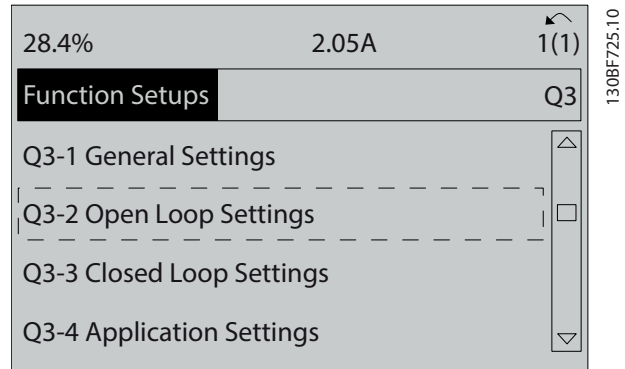 28.4% 2.05A 1(1)
Function Setups Q3
Q3-1 General Settings
Q3-2 Open Loop Settings
Q3-3 Closed Loop Settings
Q3-4 Application Settings
130BF725.10